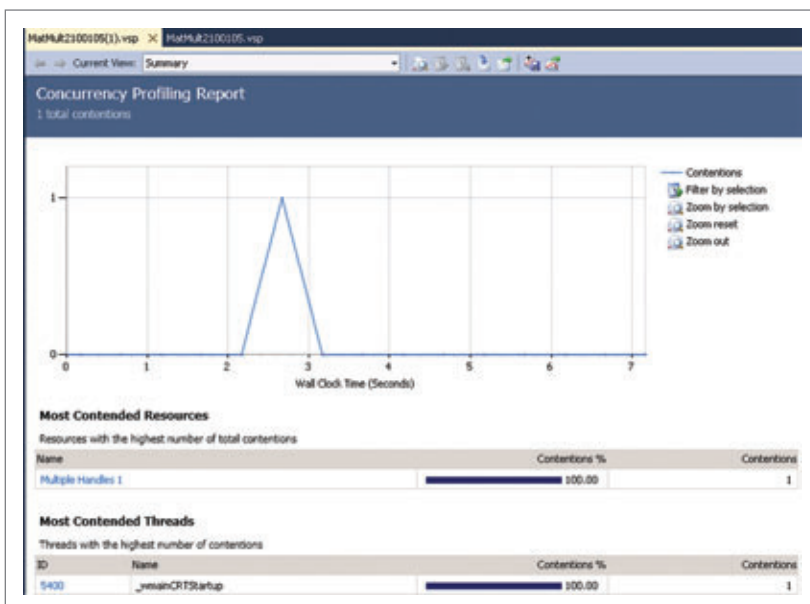 MatMult2100105(1).vsp MatMult2100105.vsp
Current View: Summary
Concurrency Profiling Report
1 total contentions
1
0
0 1 2 3 4 5 6 7
Wall Clock Time (Seconds)
Contentions
Filter by selection
Zoom by selection
Zoom reset
Zoom out
Most Contended Resources
Resources with the highest number of total contentions
Name Contentions % Contentions
Multiple Handles 1 100.00 1
Most Contended Threads
Threads with the highest number of contentions
ID Name Contentions % Contentions
5400 _wmainCRTStartup 100.00 1